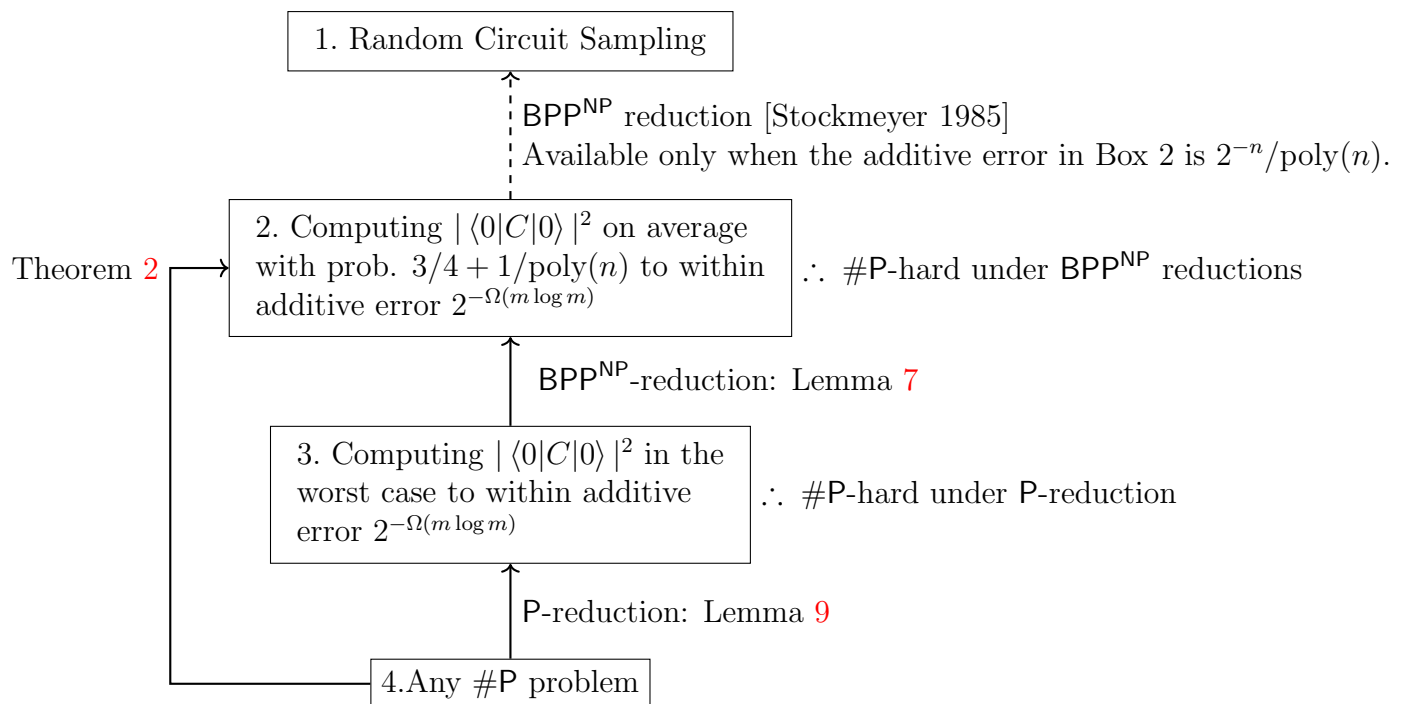 1. Random Circuit Sampling
BPP^NP reduction [Stockmeyer 1985]
Available only when the additive error in Box 2 is 2^{-n}/poly(n).
2. Computing |⟨0|C|0⟩|^2 on average
with prob. 3/4 + 1/poly(n) to within
additive error 2^{-Ω(m log m)}
Theorem 2
∴ #P-hard under BPP^NP reductions
BPP^NP-reduction: Lemma 7
3. Computing |⟨0|C|0⟩|^2 in the
worst case to within additive
error 2^{-Ω(m log m)}
∴ #P-hard under P-reduction
P-reduction: Lemma 9
4.Any #P problem